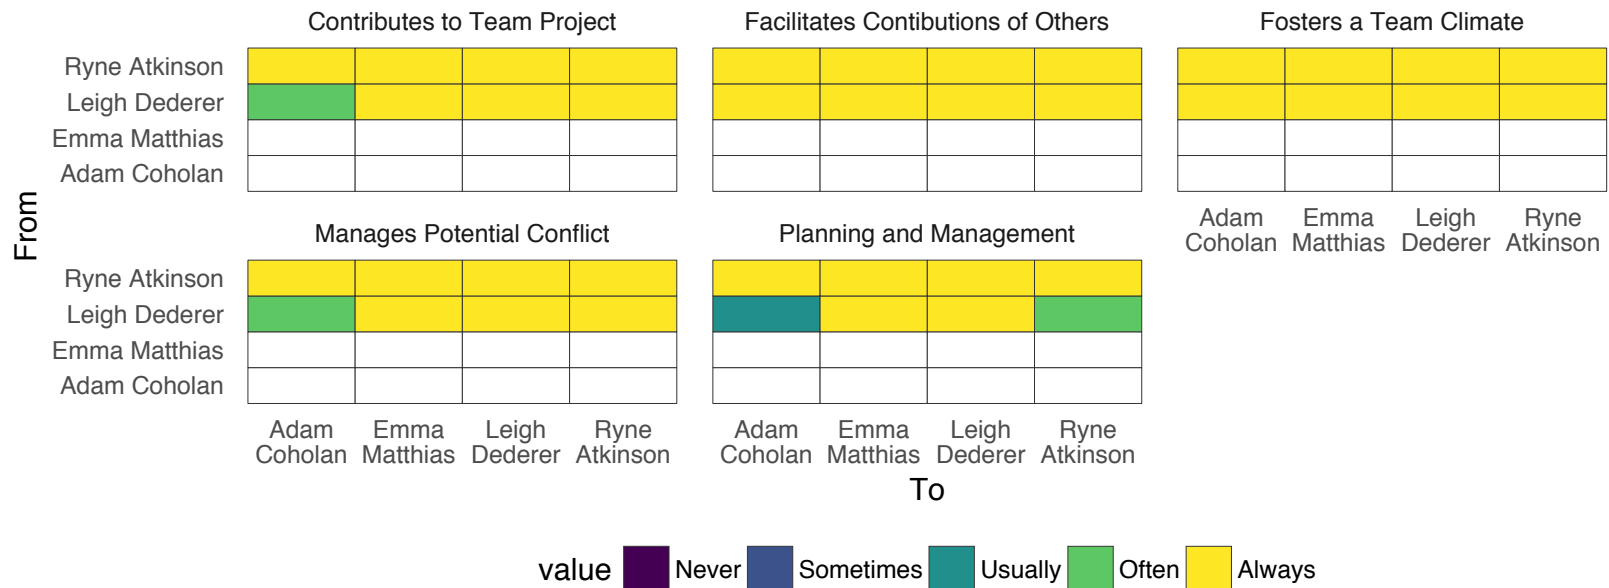 Contributes to Team Project
Facilitates Contibutions of Others
Fosters a Team Climate
Ryne Atkinson
Leigh Dederer
Emma Matthias
Adam Coholan
Adam Coholan
Emma Matthias
Leigh Dederer
Ryne Atkinson
From
Manages Potential Conflict
Planning and Management
Ryne Atkinson
Leigh Dederer
Emma Matthias
Adam Coholan
Adam Coholan
Emma Matthias
Leigh Dederer
Ryne Atkinson
Adam Coholan
Emma Matthias
Leigh Dederer
Ryne Atkinson
To
value Never Sometimes Usually Often Always